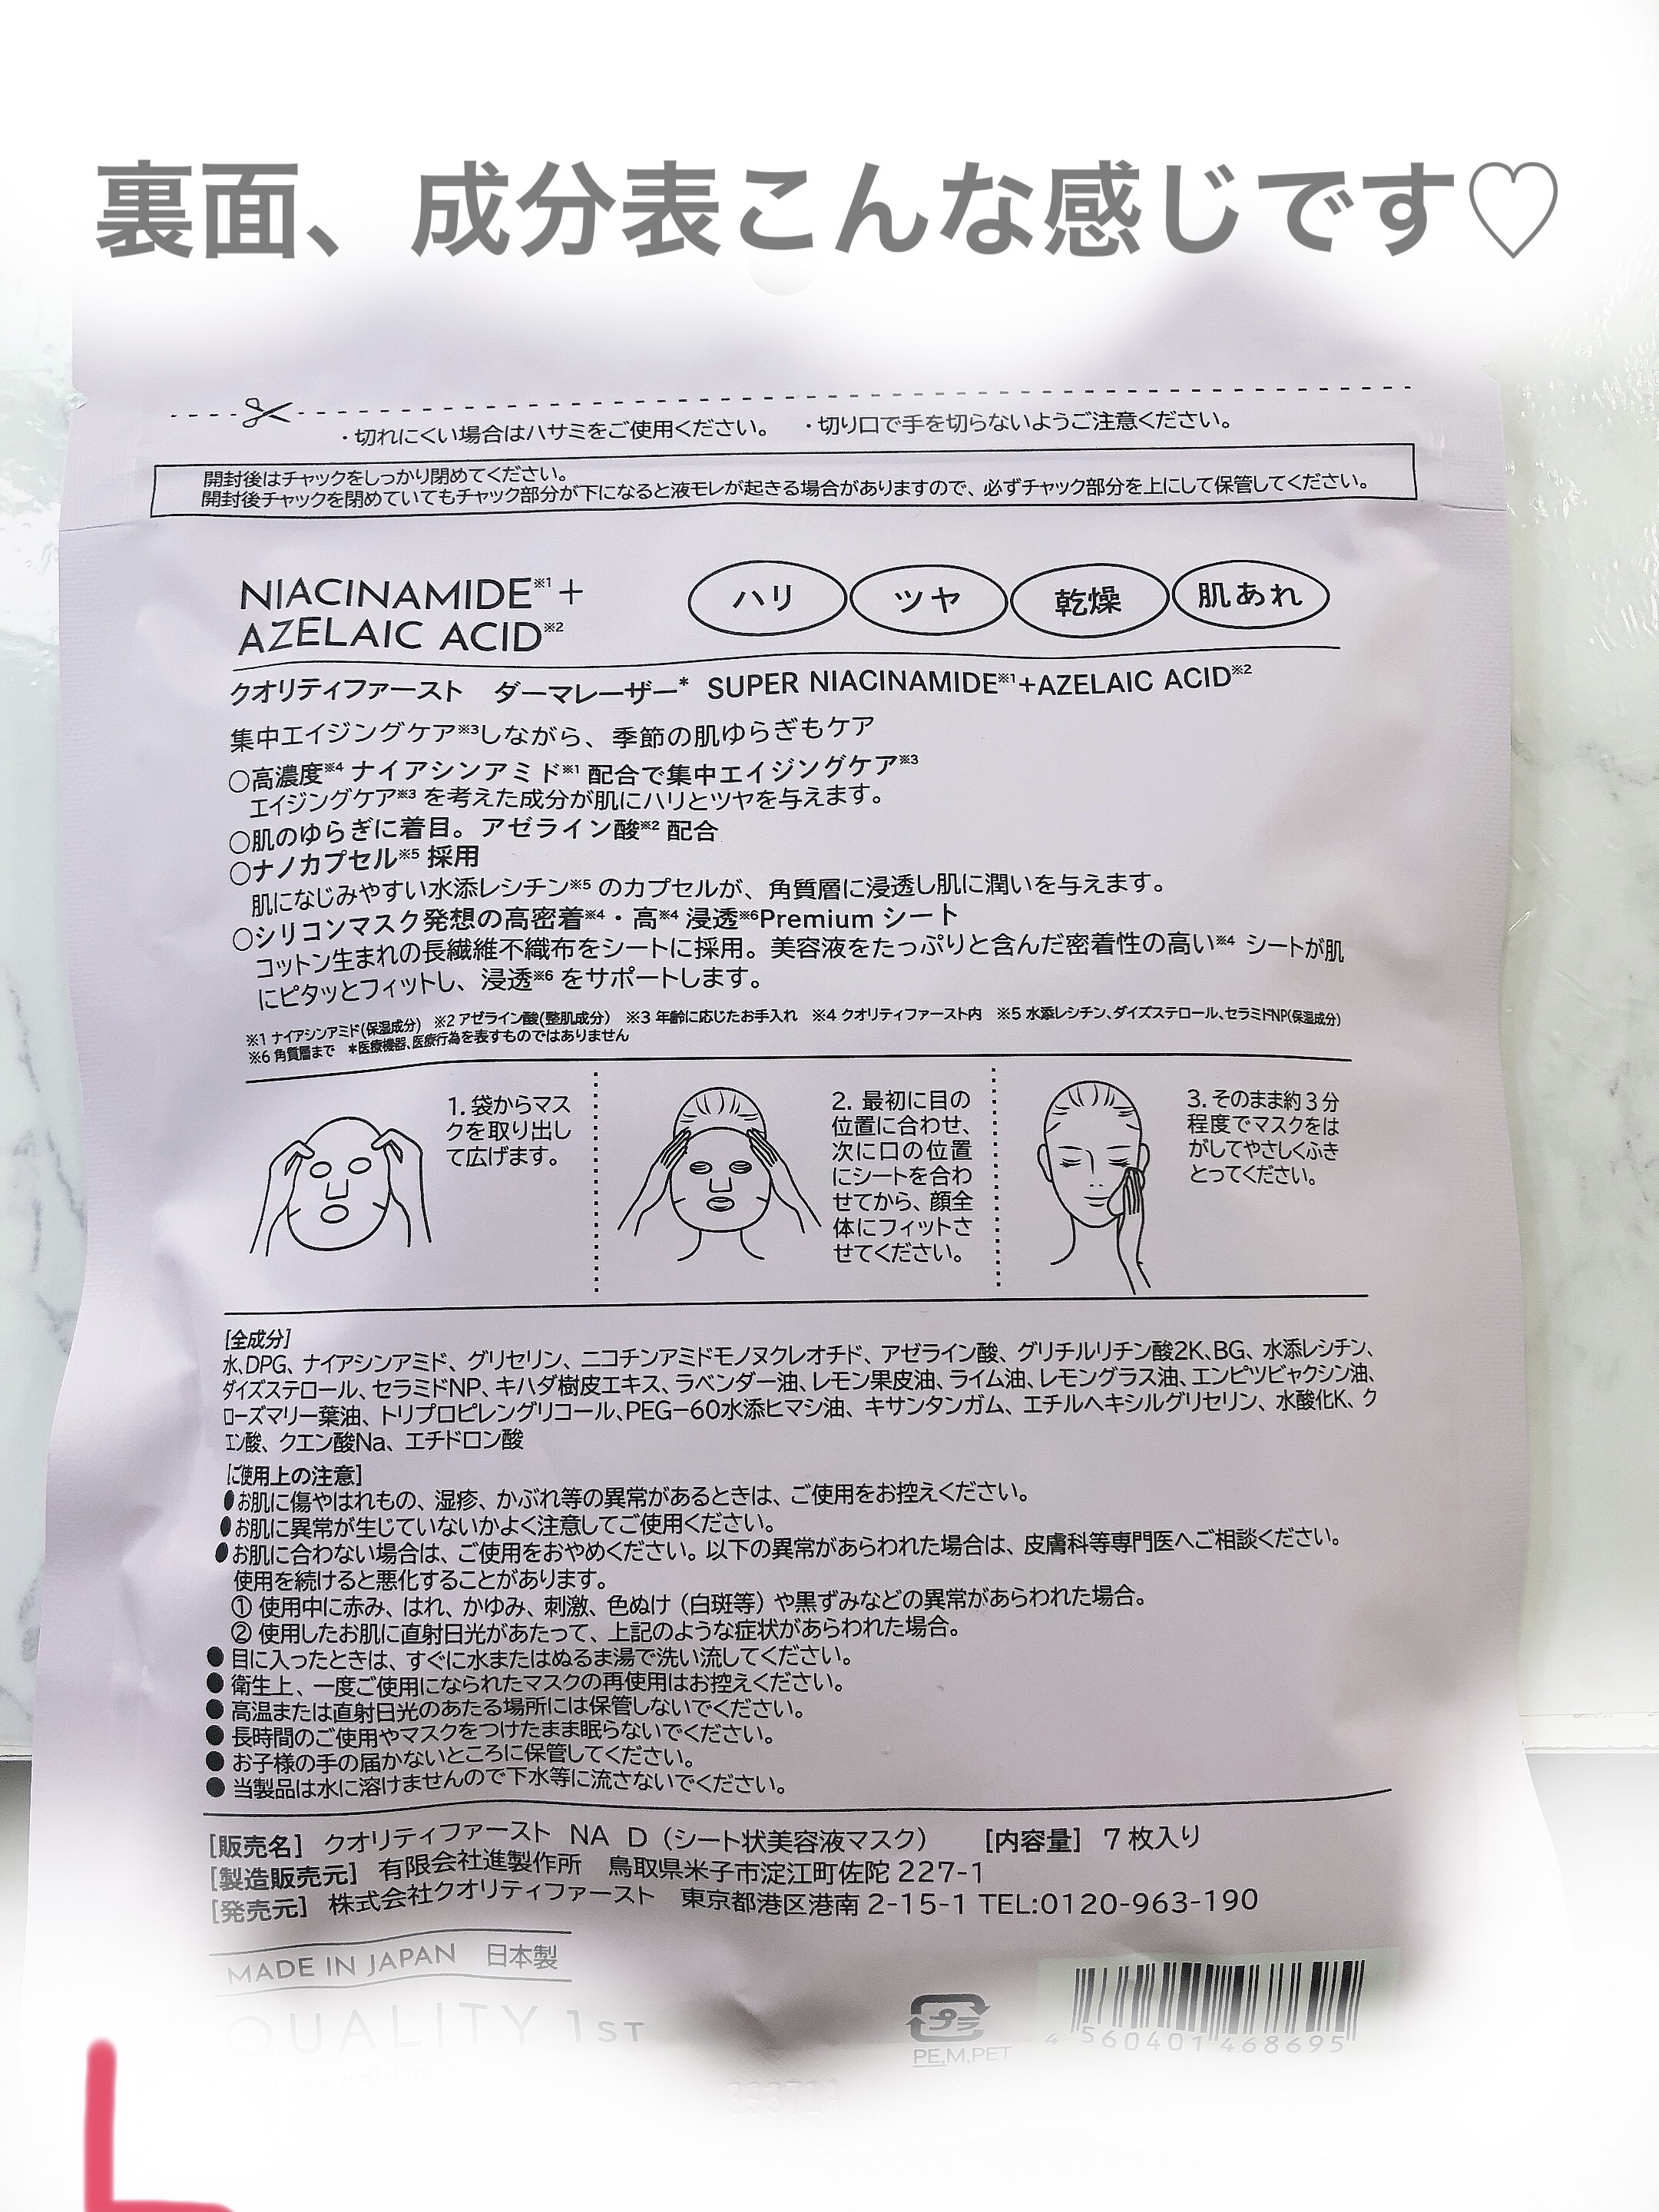 裏面、成分表こんな感じです♡
・切れにくい場合はハサミをご使用ください。 ・切り口で手を切らないようご注意ください。
開封後はチャックをしっかり閉めてください。
開封後チャックを閉めていてもチャック部分が下になると液モレが起きる場合がありますので、必ずチャック部分を上にして保管してください。
NIACINAMIDE※1+
AZELAIC ACID※2
ハリ ツヤ 乾燥 肌あれ
クオリティファースト ダーマレーザー* SUPER NIACINAMIDE※1+AZELAIC ACID※2
集中エイジングケア※3しながら、季節の肌ゆらぎもケア
○高濃度※4 ナイアシンアミド※1 配合で集中エイジングケア※3
エイジングケア※3 を考えた成分が肌にハリとツヤを与えます。
○肌のゆらぎに着目。アゼライン酸※2 配合
○ナノカプセル※5 採用
肌になじみやすい水添レシチン※5 のカプセルが、角質層に浸透し肌に潤いを与えます。
○シリコンマスク発想の高密着※4・高※4 浸透※6Premium シート
コットン生まれの長繊維不織布をシートに採用。美容液をたっぷりと含んだ密着性の高い※4 シートが肌
にピタッとフィットし、浸透※6 をサポートします。
※1 ナイアシンアミド(保湿成分) ※2 アゼライン酸(整肌成分) ※3 年齢に応じたお手入れ ※4 クオリティファースト内 ※5 水添レシチン、ダイズステロール、セラミドNP(保湿成分)
※6 角質層まで *医療機器、医療行為を表すものではありません
1. 袋からマス
クを取り出し
て広げます。
2. 最初に目の
位置に合わせ、
次に口の位置
にシートを合わ
せてから、顔全
体にフィットさ
せてください。
3. そのまま約3分
程度でマスクをは
がしてやさしくふき
とってください。
[全成分]
水、DPG、ナイアシンアミド、グリセリン、ニコチンアミドモノヌクレオチド、アゼライン酸、グリチルリチン酸2K、BG、水添レシチン、
ダイズステロール、セラミドNP、キハダ樹皮エキス、ラベンダー油、レモン果皮油、ライム油、レモングラス油、エンピツビャクシン油、
ローズマリー葉油、トリプロピレングリコール、PEG-60水添ヒマシ油、キサンタンガム、エチルヘキシルグリセリン、水酸化K、ク
エン酸、クエン酸Na、エチドロン酸
[ご使用上の注意]
●お肌に傷やはれもの、湿疹、かぶれ等の異常があるときは、ご使用をお控えください。
●お肌に異常が生じていないかよく注意してご使用ください。
●お肌に合わない場合は、ご使用をおやめください。以下の異常があらわれた場合は、皮膚科等専門医へご相談ください。
使用を続けると悪化することがあります。
① 使用中に赤み、はれ、かゆみ、刺激、色ぬけ（白斑等）や黒ずみなどの異常があらわれた場合。
② 使用したお肌に直射日光があたって、上記のような症状があらわれた場合。
● 目に入ったときは、すぐに水またはぬるま湯で洗い流してください。
● 衛生上、一度ご使用になられたマスクの再使用はお控えください。
● 高温または直射日光のあたる場所には保管しないでください。
● 長時間のご使用やマスクをつけたまま眠らないでください。
● お子様の手の届かないところに保管してください。
● 当製品は水に溶けませんので下水等に流さないでください。
[販売名] クオリティファースト NA D（シート状美容液マスク） [内容量] 7枚入り
[製造販売元] 有限会社進製作所 鳥取県米子市淀江町佐陀 227-1
[発売元] 株式会社クオリティファースト 東京都港区港南 2-15-1 TEL:0120-963-190
MADE IN JAPAN 日本製
QUALITY 1ST
プラ
PE,M,PET
4 560401 468695